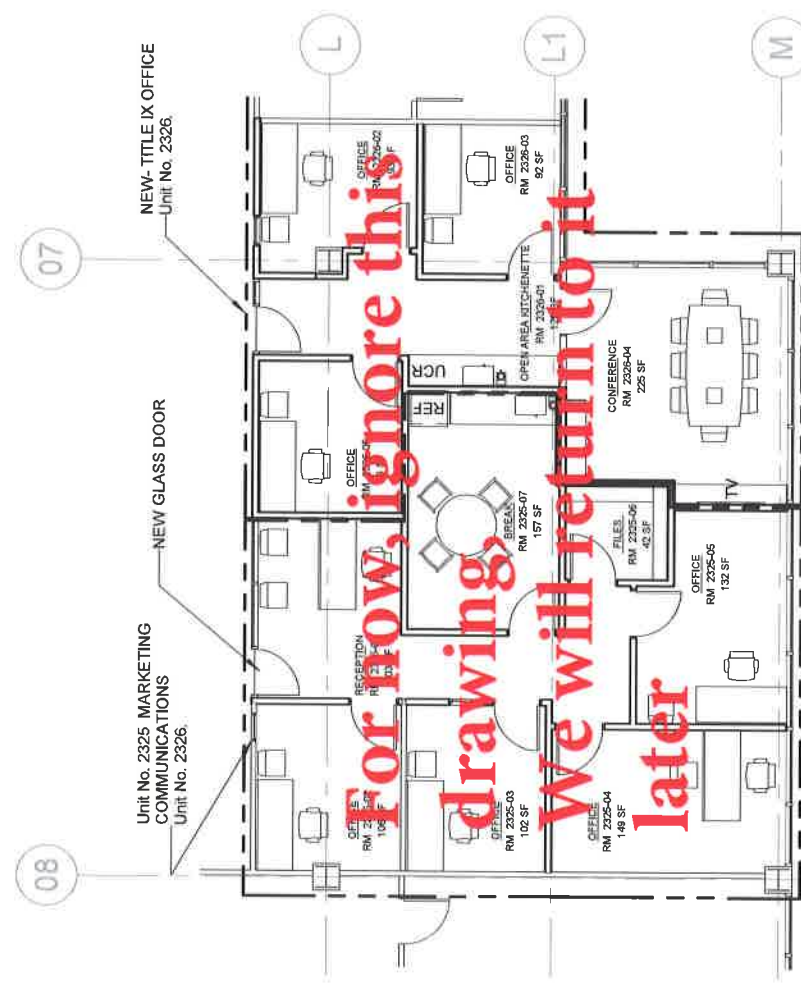 NEW- TITLE IX OFFICE
Unit No. 2326.
NEW GLASS DOOR
Unit No. 2325 MARKETING
COMMUNICATIONS
Unit No. 2326.
08
07
L
L1
M
OFFICE
OFFICE
RM 2326-03
92 SF
OPEN AREA KITCHENETTE
RM 2326-01
UCR
REF
OFFICE
BREAK
RM 2325-07
157 SF
CONFERENCE
RM 2326-04
225 SF
TV
FILES
RM 2325-06
42 SF
OFFICE
RM 2325-05
132 SF
RECEPTION
OFFICE
RM 2325-03
102 SF
OFFICE
RM 2325-04
149 SF
For now, ignore this
drawing,
We will return to it
later